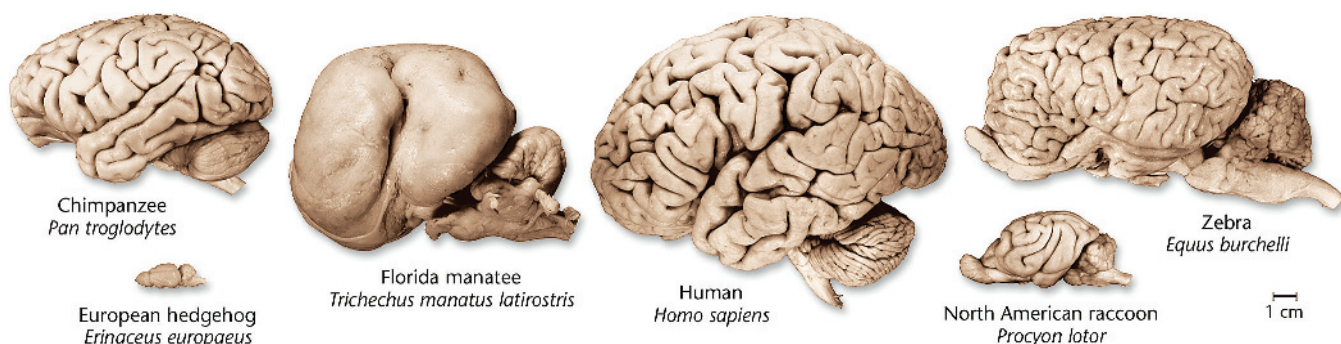 Chimpanzee
Pan troglodytes
European hedgehog
Erinaceus europaeus
Florida manatee
Trichechus manatus latirostris
Human
Homo sapiens
Zebra
Equus burchelli
North American raccoon
Procyon lotor
1 cm